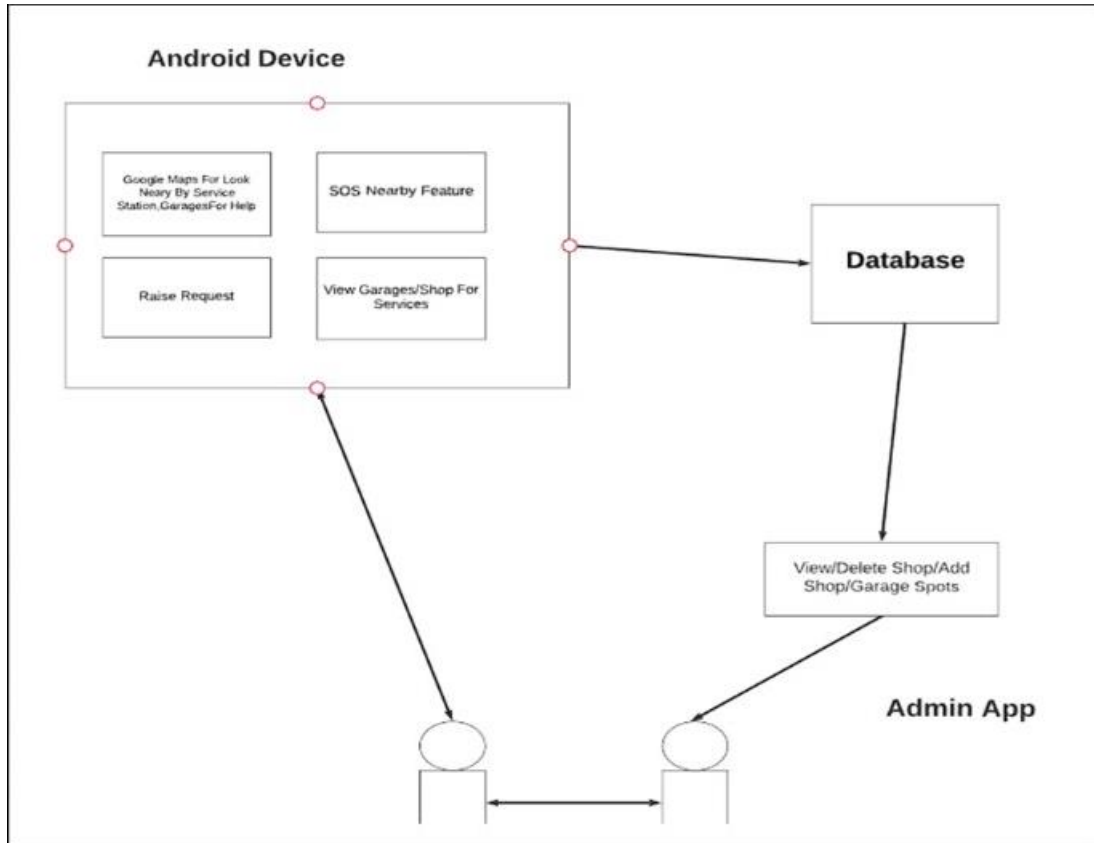 Android Device
Google Maps For Look
Neary By Service
Station,GaragesFor Help
SOS Nearby Feature
Raise Request
View Garages/Shop For
Services
Database
View/Delete Shop/Add
Shop/Garage Spots
Admin App